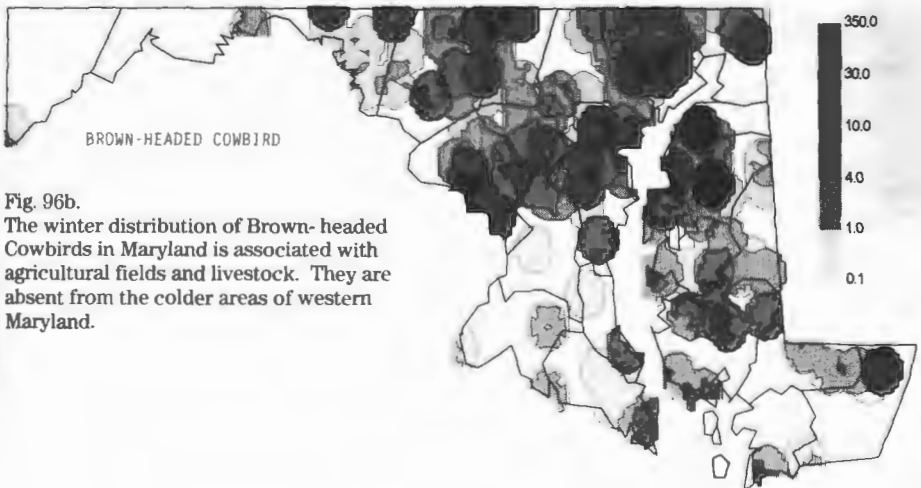 BROWN-HEADED COWBIRD
Fig. 96b.
The winter distribution of Brown- headed
Cowbirds in Maryland is associated with
agricultural fields and livestock. They are
absent from the colder areas of western
Maryland.
350.0
30.0
10.0
4.0
1.0
0.1